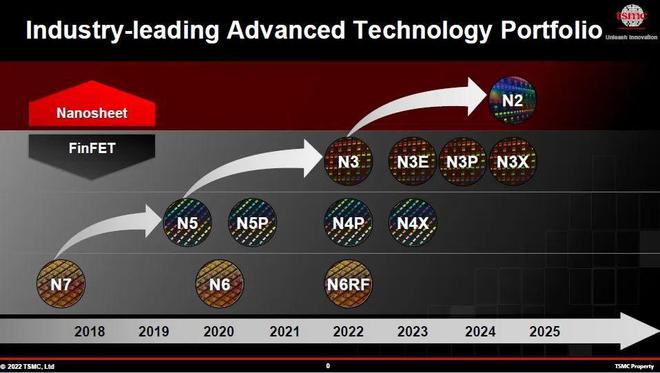 Industry-leading Advanced Technology Portfolio
tsmc
Unleash Innovation
Nanosheet
FinFET
N2
N3 N3E N3P N3X
N5 N5P N4P N4X
N7 N6 N6RF
2018 2019 2020 2021 2022 2023 2024 2025
© 2022 TSMC, Ltd 0 TSMC Property